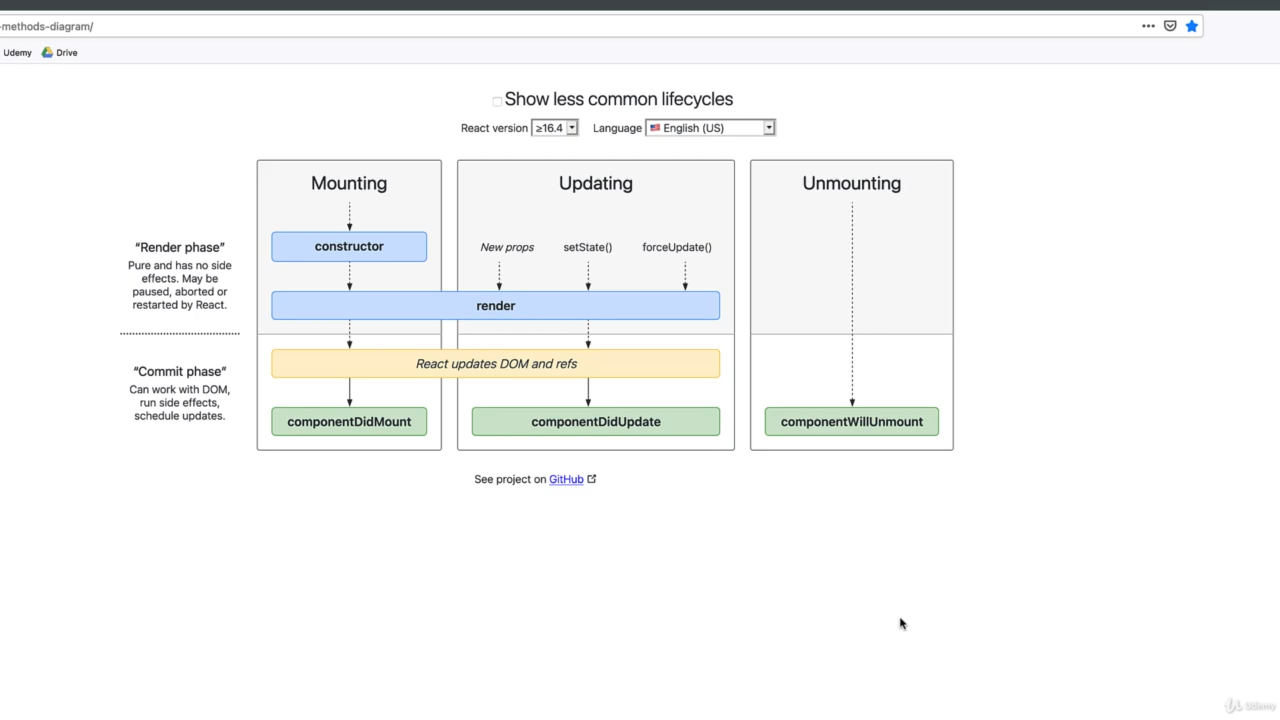 -methods-diagram/
Udemy Drive
Show less common lifecycles
React version ≥16.4 Language English (US)
Mounting Updating Unmounting
“Render phase”
Pure and has no side
effects. May be
paused, aborted or
restarted by React.
constructor
New props setState() forceUpdate()
render
“Commit phase”
Can work with DOM,
run side effects,
schedule updates.
React updates DOM and refs
componentDidMount componentDidUpdate componentWillUnmount
See project on GitHub
Udemy